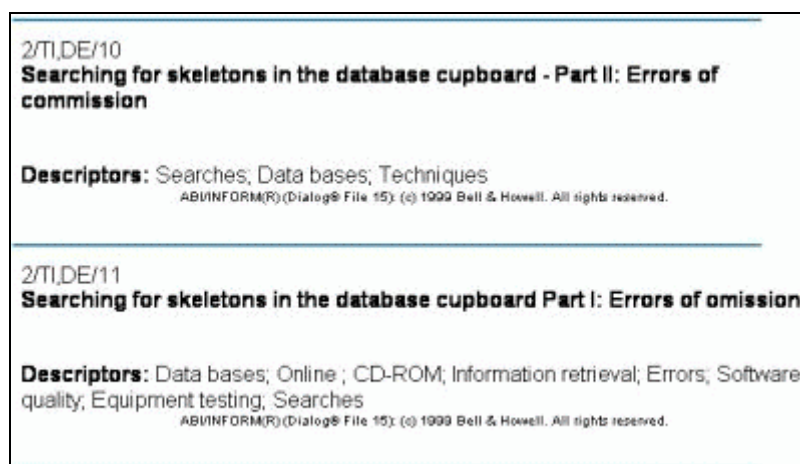 2/TI,DE/10
Searching for skeletons in the database cupboard - Part II: Errors of
commission
Descriptors: Searches; Data bases; Techniques
ABI/INFORM(R)(Dialog® File 15): (c) 1999 Bell & Howell. All rights reserved.
2/TI,DE/11
Searching for skeletons in the database cupboard Part I: Errors of omission
Descriptors: Data bases; Online ; CD-ROM; Information retrieval; Errors; Software
quality; Equipment testing; Searches
ABI/INFORM(R)(Dialog® File 15): (c) 1999 Bell & Howell. All rights reserved.